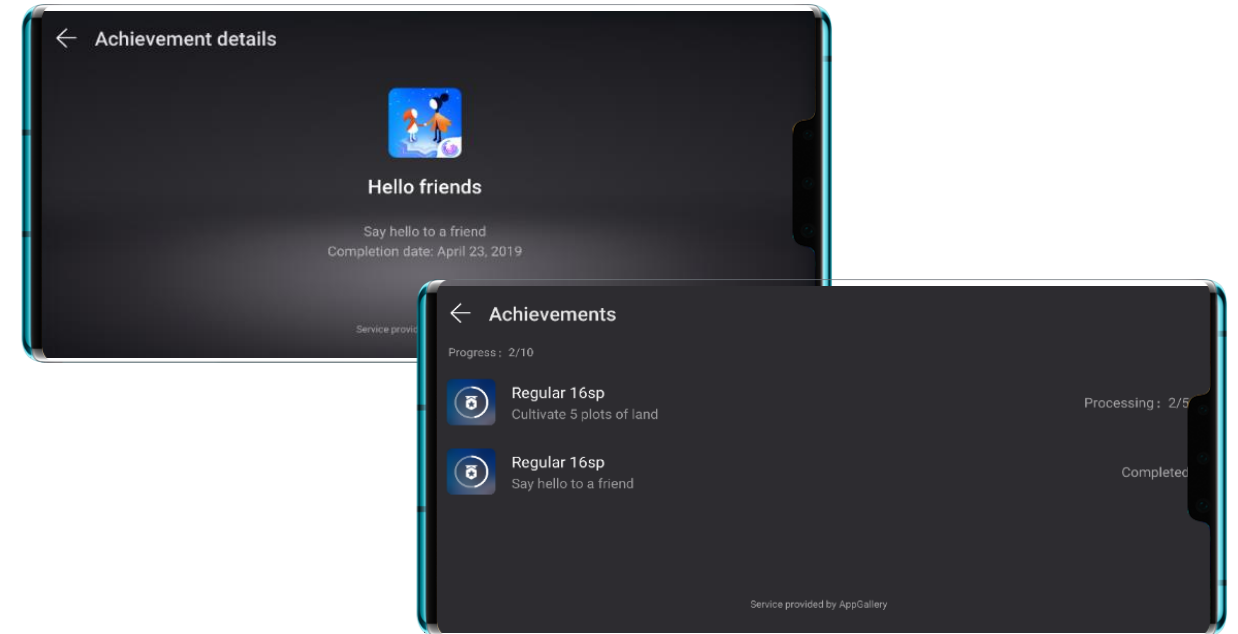 Achievement details
Hello friends
Say hello to a friend
Completion date: April 23, 2019
Service
Achievements
Progress: 2/10
Regular 16sp
Cultivate 5 plots of land
Processing: 2/5
Regular 16sp
Say hello to a friend
Completed
Service provided by AppGallery